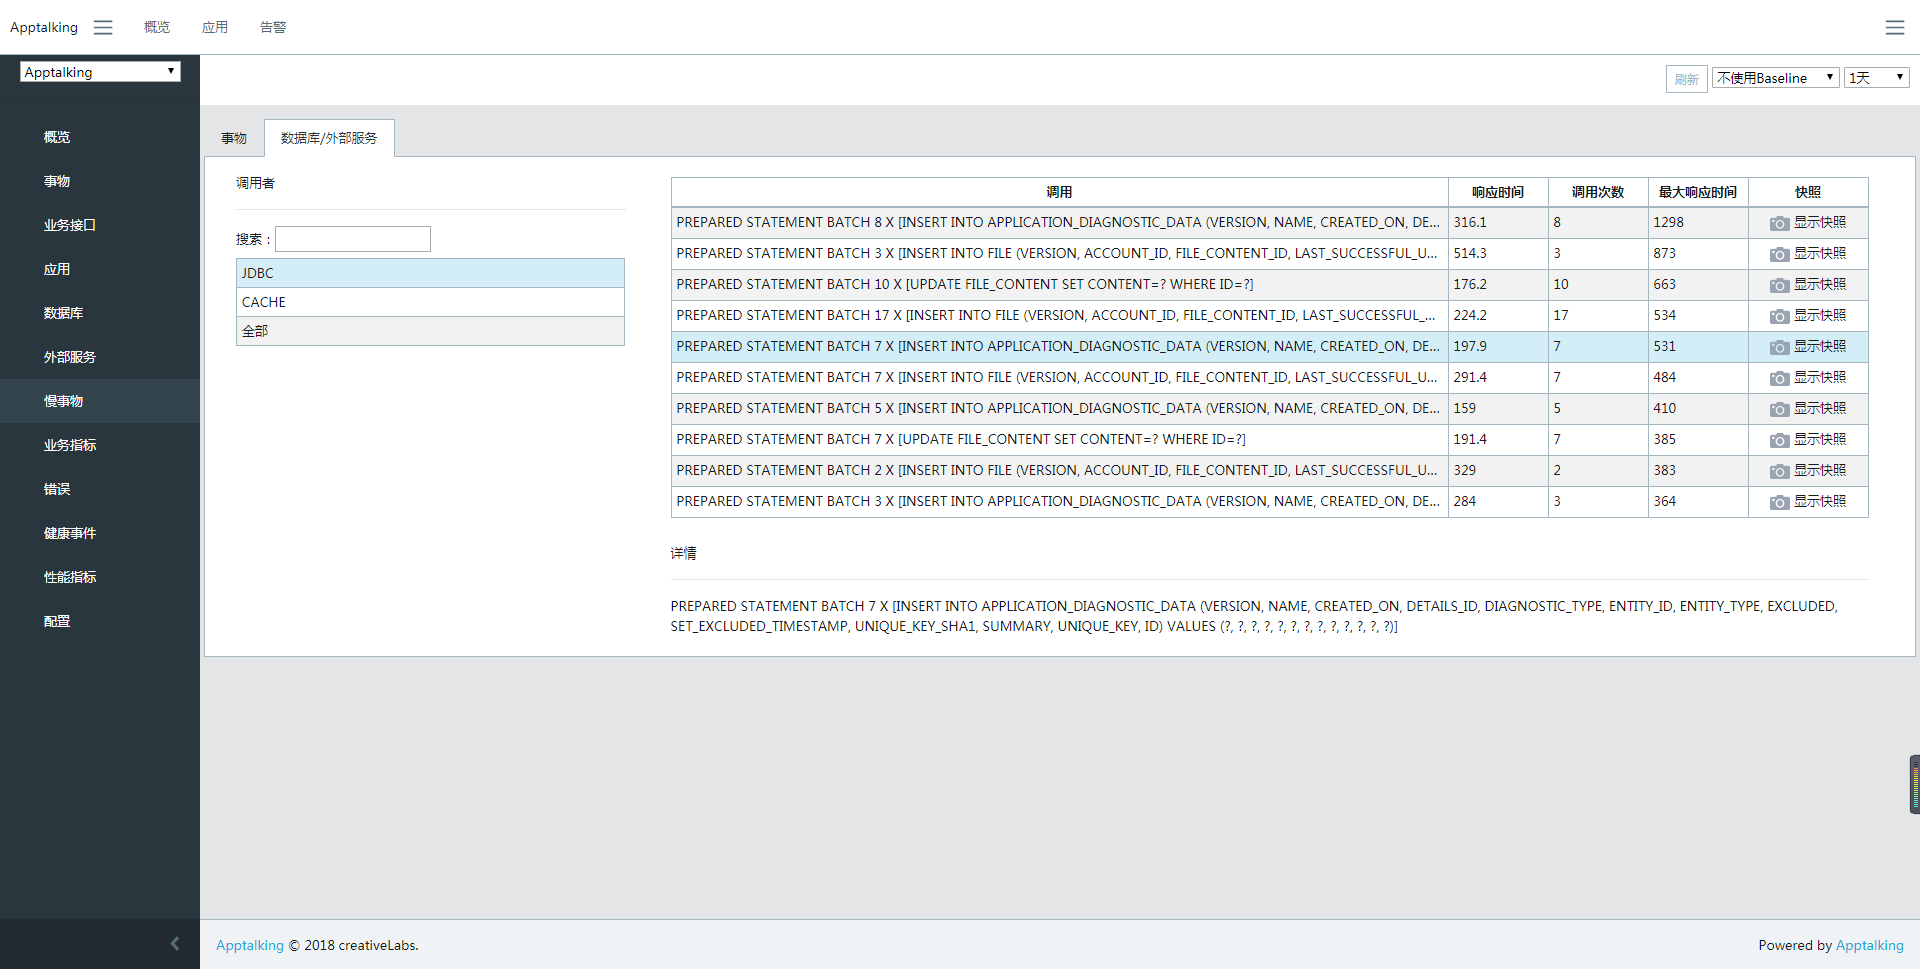 Apptalking 概览 应用 告警
Apptalking
刷新 不使用Baseline 1天
概览
事物
业务接口
应用
数据库
外部服务
慢事物
业务指标
错误
健康事件
性能指标
配置
事物 数据库/外部服务
调用者
搜索：
JDBC
CACHE
全部
调用 响应时间 调用次数 最大响应时间 快照
PREPARED STATEMENT BATCH 8 X [INSERT INTO APPLICATION_DIAGNOSTIC_DATA (VERSION, NAME, CREATED_ON, DE... 316.1 8 1298 显示快照
PREPARED STATEMENT BATCH 3 X [INSERT INTO FILE (VERSION, ACCOUNT_ID, FILE_CONTENT_ID, LAST_SUCCESSFUL_U... 514.3 3 873 显示快照
PREPARED STATEMENT BATCH 10 X [UPDATE FILE_CONTENT SET CONTENT=? WHERE ID=?] 176.2 10 663 显示快照
PREPARED STATEMENT BATCH 17 X [INSERT INTO FILE (VERSION, ACCOUNT_ID, FILE_CONTENT_ID, LAST_SUCCESSFUL_... 224.2 17 534 显示快照
PREPARED STATEMENT BATCH 7 X [INSERT INTO APPLICATION_DIAGNOSTIC_DATA (VERSION, NAME, CREATED_ON, DE... 197.9 7 531 显示快照
PREPARED STATEMENT BATCH 7 X [INSERT INTO FILE (VERSION, ACCOUNT_ID, FILE_CONTENT_ID, LAST_SUCCESSFUL_U... 291.4 7 484 显示快照
PREPARED STATEMENT BATCH 5 X [INSERT INTO APPLICATION_DIAGNOSTIC_DATA (VERSION, NAME, CREATED_ON, DE... 159 5 410 显示快照
PREPARED STATEMENT BATCH 7 X [UPDATE FILE_CONTENT SET CONTENT=? WHERE ID=?] 191.4 7 385 显示快照
PREPARED STATEMENT BATCH 2 X [INSERT INTO FILE (VERSION, ACCOUNT_ID, FILE_CONTENT_ID, LAST_SUCCESSFUL_U... 329 2 383 显示快照
PREPARED STATEMENT BATCH 3 X [INSERT INTO APPLICATION_DIAGNOSTIC_DATA (VERSION, NAME, CREATED_ON, DE... 284 3 364 显示快照
详情
PREPARED STATEMENT BATCH 7 X [INSERT INTO APPLICATION_DIAGNOSTIC_DATA (VERSION, NAME, CREATED_ON, DETAILS_ID, DIAGNOSTIC_TYPE, ENTITY_ID, ENTITY_TYPE, EXCLUDED,
SET_EXCLUDED_TIMESTAMP, UNIQUE_KEY_SHA1, SUMMARY, UNIQUE_KEY, ID) VALUES (?, ?, ?, ?, ?, ?, ?, ?, ?, ?, ?, ?, ?)]
Apptalking © 2018 creativeLabs. Powered by Apptalking